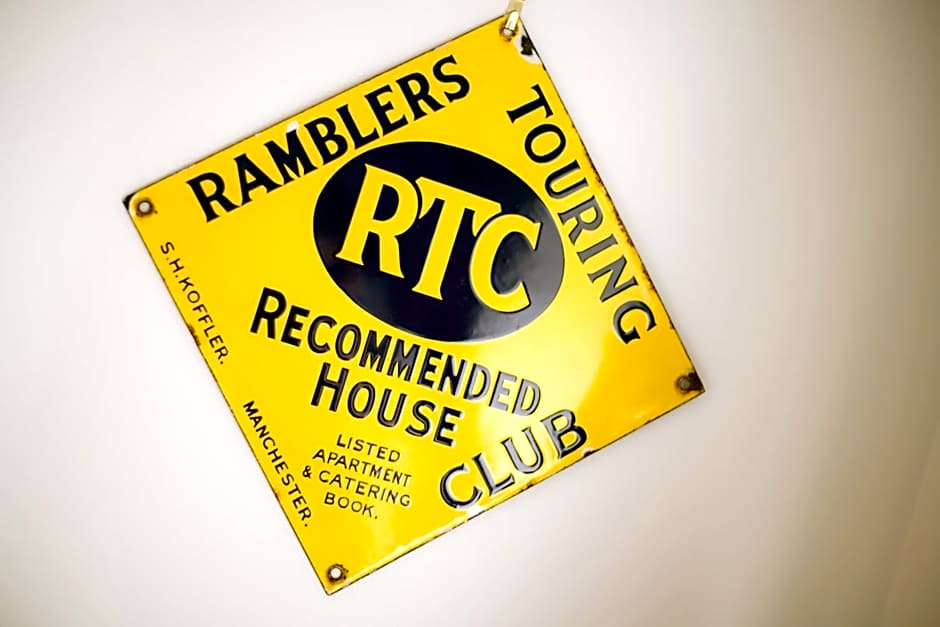 RAMBLERS
TOURING
CLUB
RTC
RECOMMENDED
HOUSE
LISTED
APARTMENT
& CATERING
BOOK.
S.H.KOFFLER.
MANCHESTER.